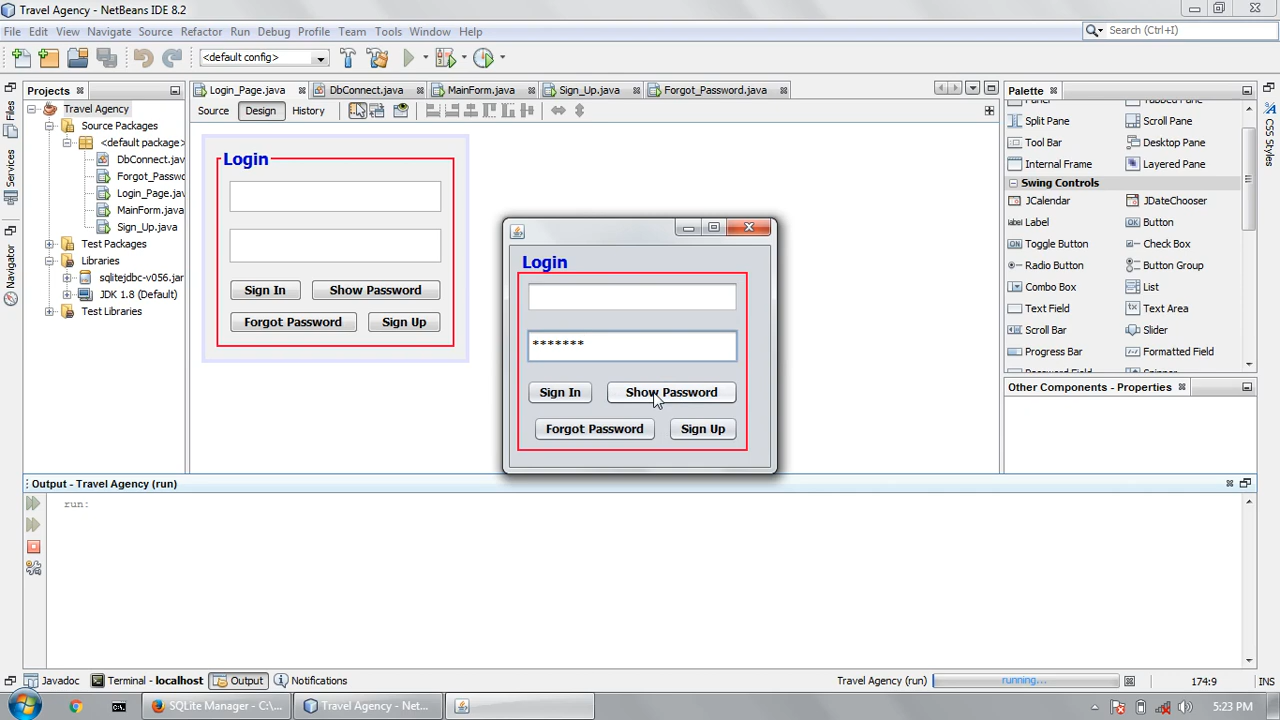 Travel Agency - NetBeans IDE 8.2
File Edit View Navigate Source Refactor Run Debug Profile Team Tools Window Help
Search (Ctrl+I)
<default config>
Projects
Login_Page.java
DbConnect.java
MainForm.java
Sign_Up.java
Forgot_Password.java
Source Design History
Travel Agency
Source Packages
<default package>
DbConnect.jav
Forgot_Passwo
Login_Page.jav
MainForm.java
Sign_Up.java
Test Packages
Libraries
sqlitejdbc-v056.jar
JDK 1.8 (Default)
Test Libraries
Files
Services
Navigator
Login
Sign In
Show Password
Forgot Password
Sign Up
Login
*******
Sign In
Show Password
Forgot Password
Sign Up
Palette
Split Pane
Scroll Pane
Tool Bar
Desktop Pane
Internal Frame
Layered Pane
Swing Controls
JCalendar
JDateChooser
label Label
Button
Toggle Button
Check Box
Radio Button
Button Group
Combo Box
List
Text Field
Text Area
Scroll Bar
Slider
Progress Bar
Formatted Field
Other Components - Properties
CSS Styles
Output - Travel Agency (run)
run:
Javadoc
Terminal - localhost
Output
Notifications
Travel Agency (run)
running...
174:9
INS
SQLite Manager - C:\...
Travel Agency - Net...
5:23 PM